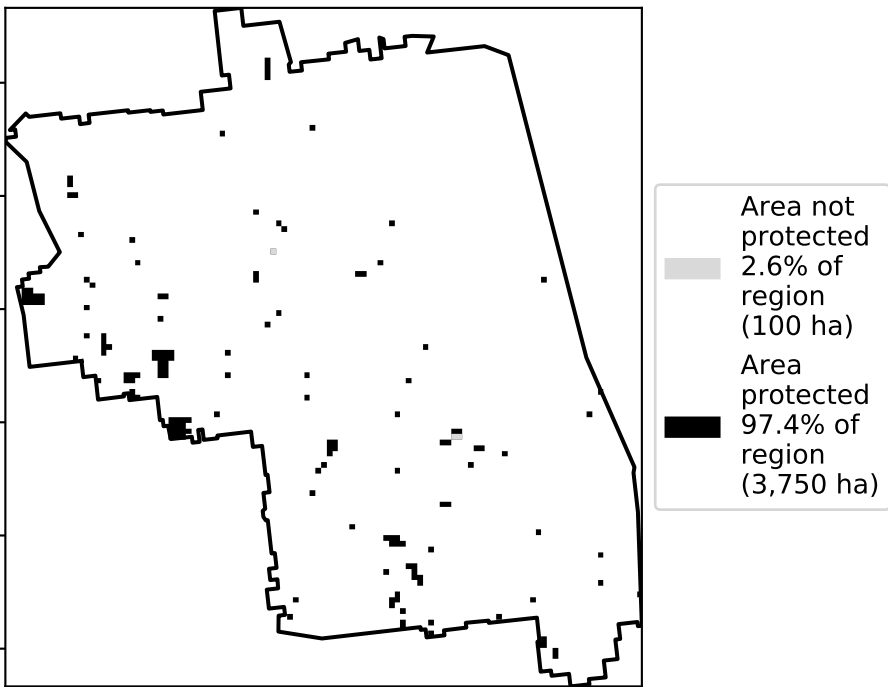 Area not
protected
2.6% of
region
(100 ha)
Area
protected
97.4% of
region
(3,750 ha)